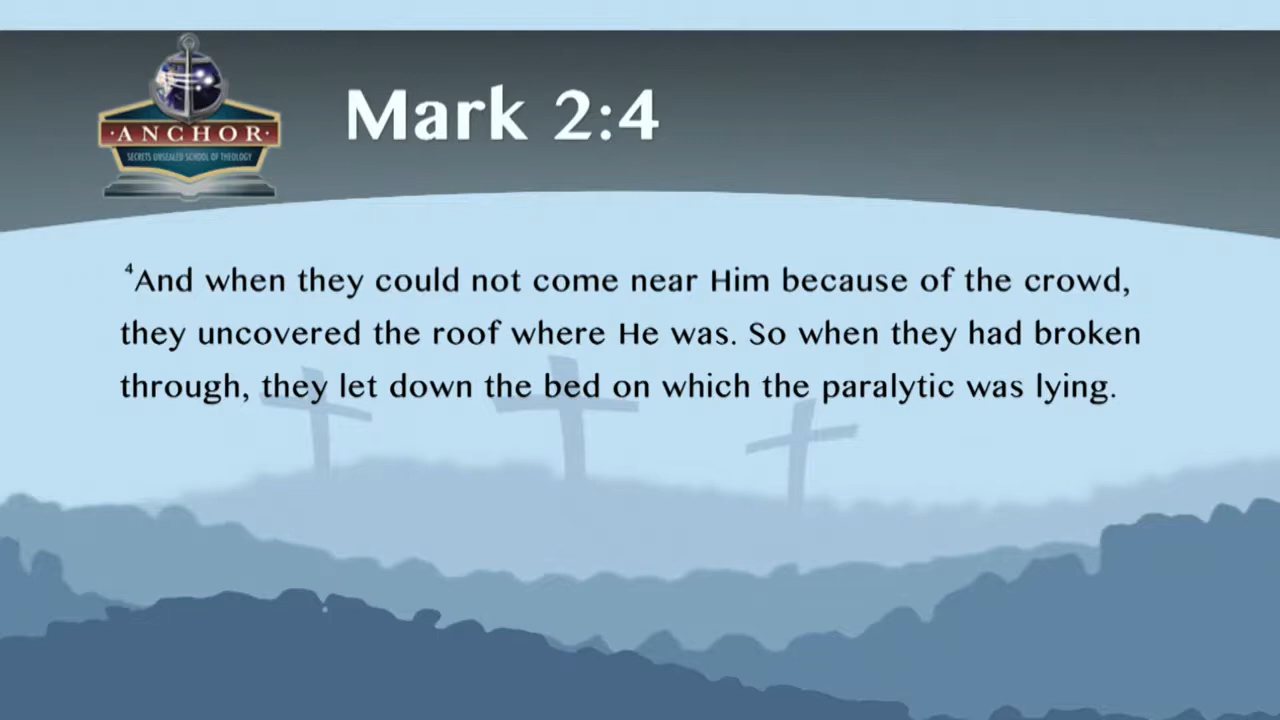 ·ANCHOR·
SECRETS UNSEALED SCHOOL OF THEOLOGY
Mark 2:4
⁴And when they could not come near Him because of the crowd,
they uncovered the roof where He was. So when they had broken
through, they let down the bed on which the paralytic was lying.